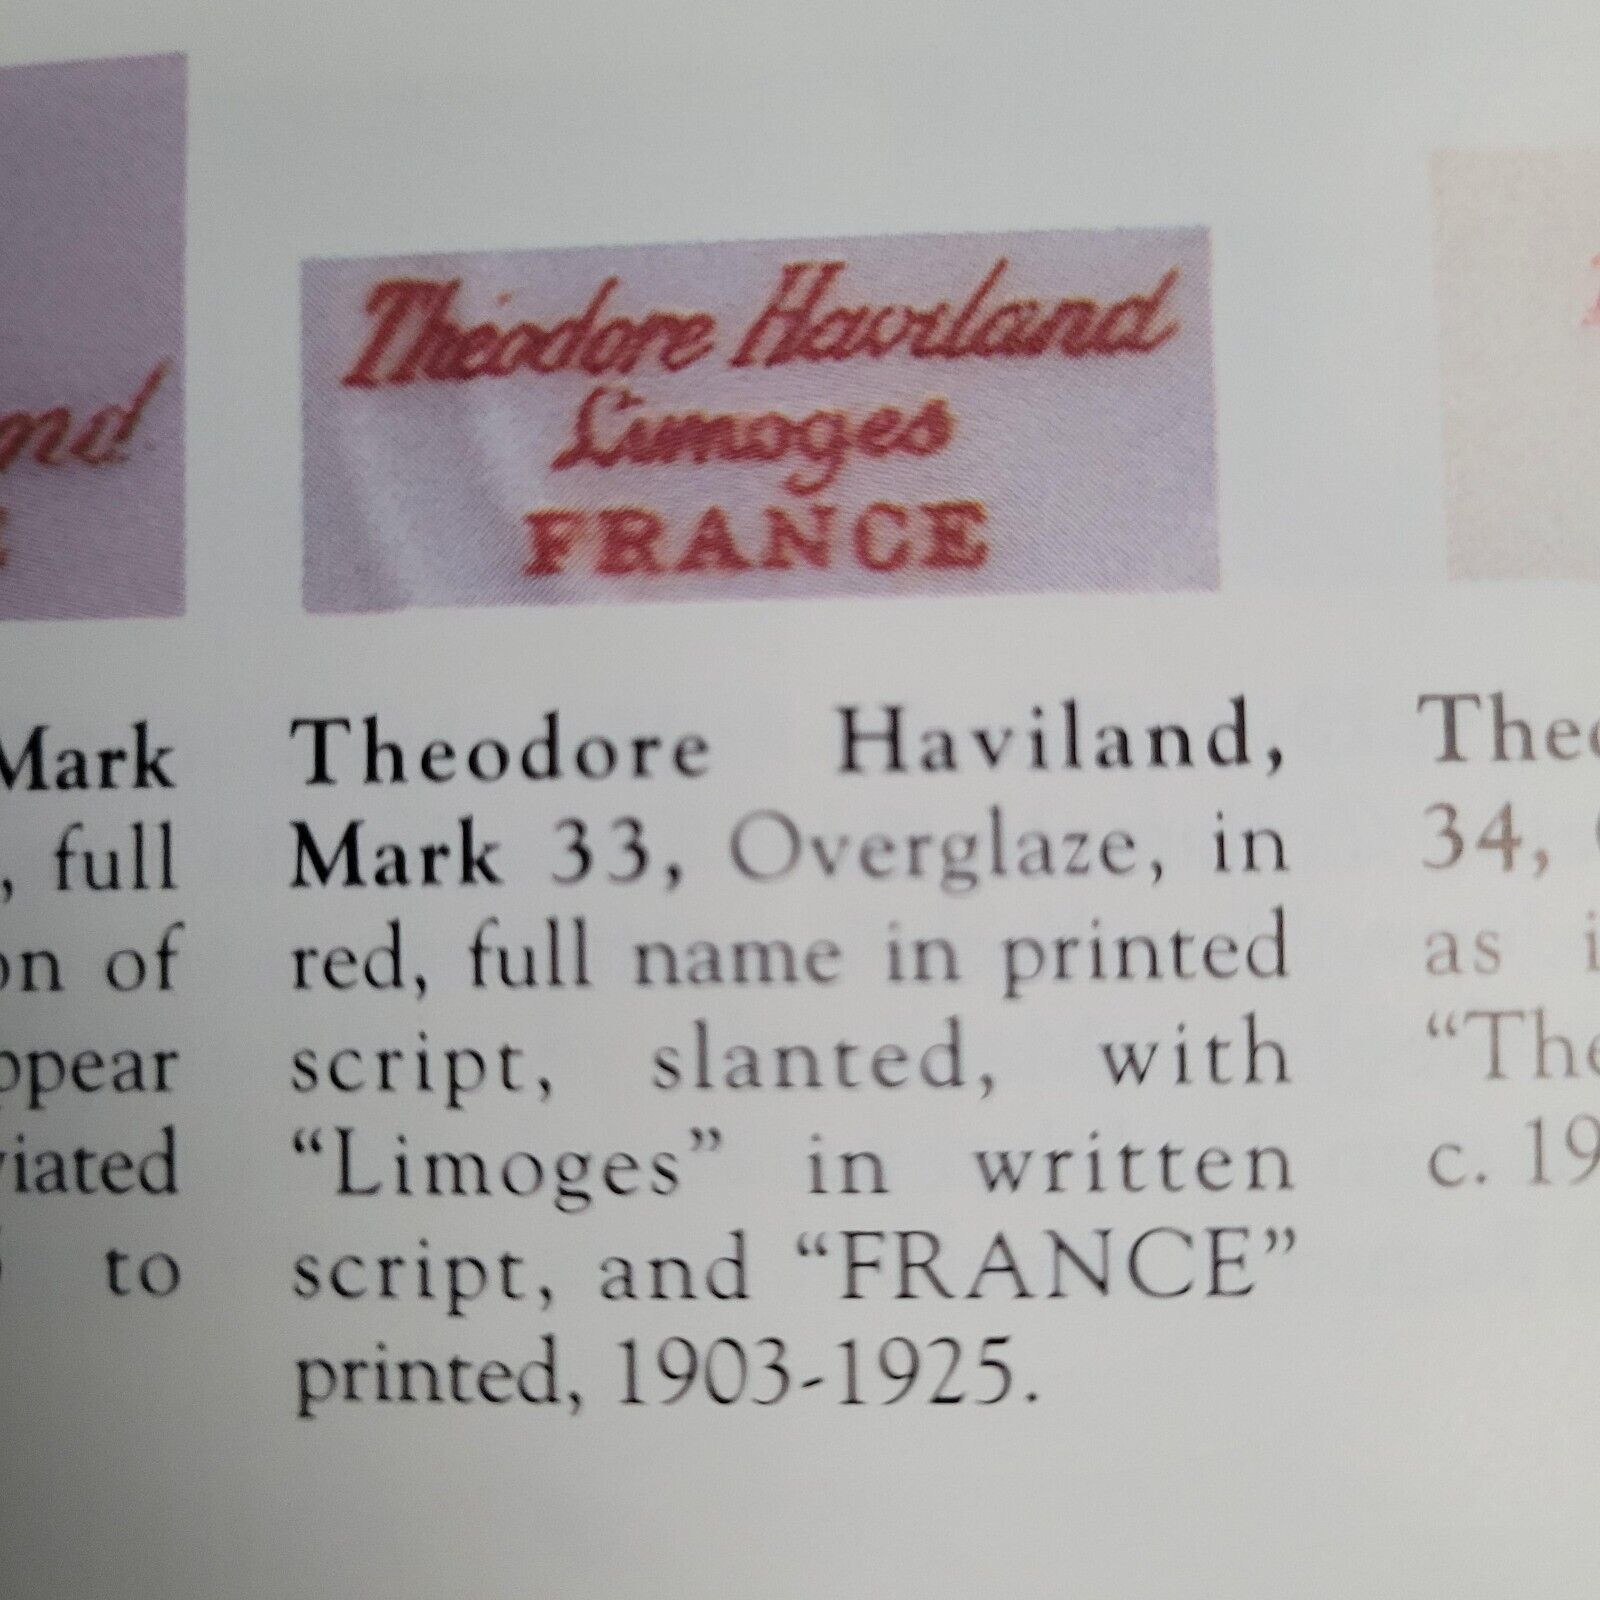 nd
Theodore Haviland
Limoges
FRANCE
Mark
, full
on of
ppear
viated
to
Theodore Haviland,
Mark 33, Overglaze, in
red, full name in printed
script, slanted, with
“Limoges” in written
script, and “FRANCE”
printed, 1903-1925.
Theo
34,
as i
“The
c. 19